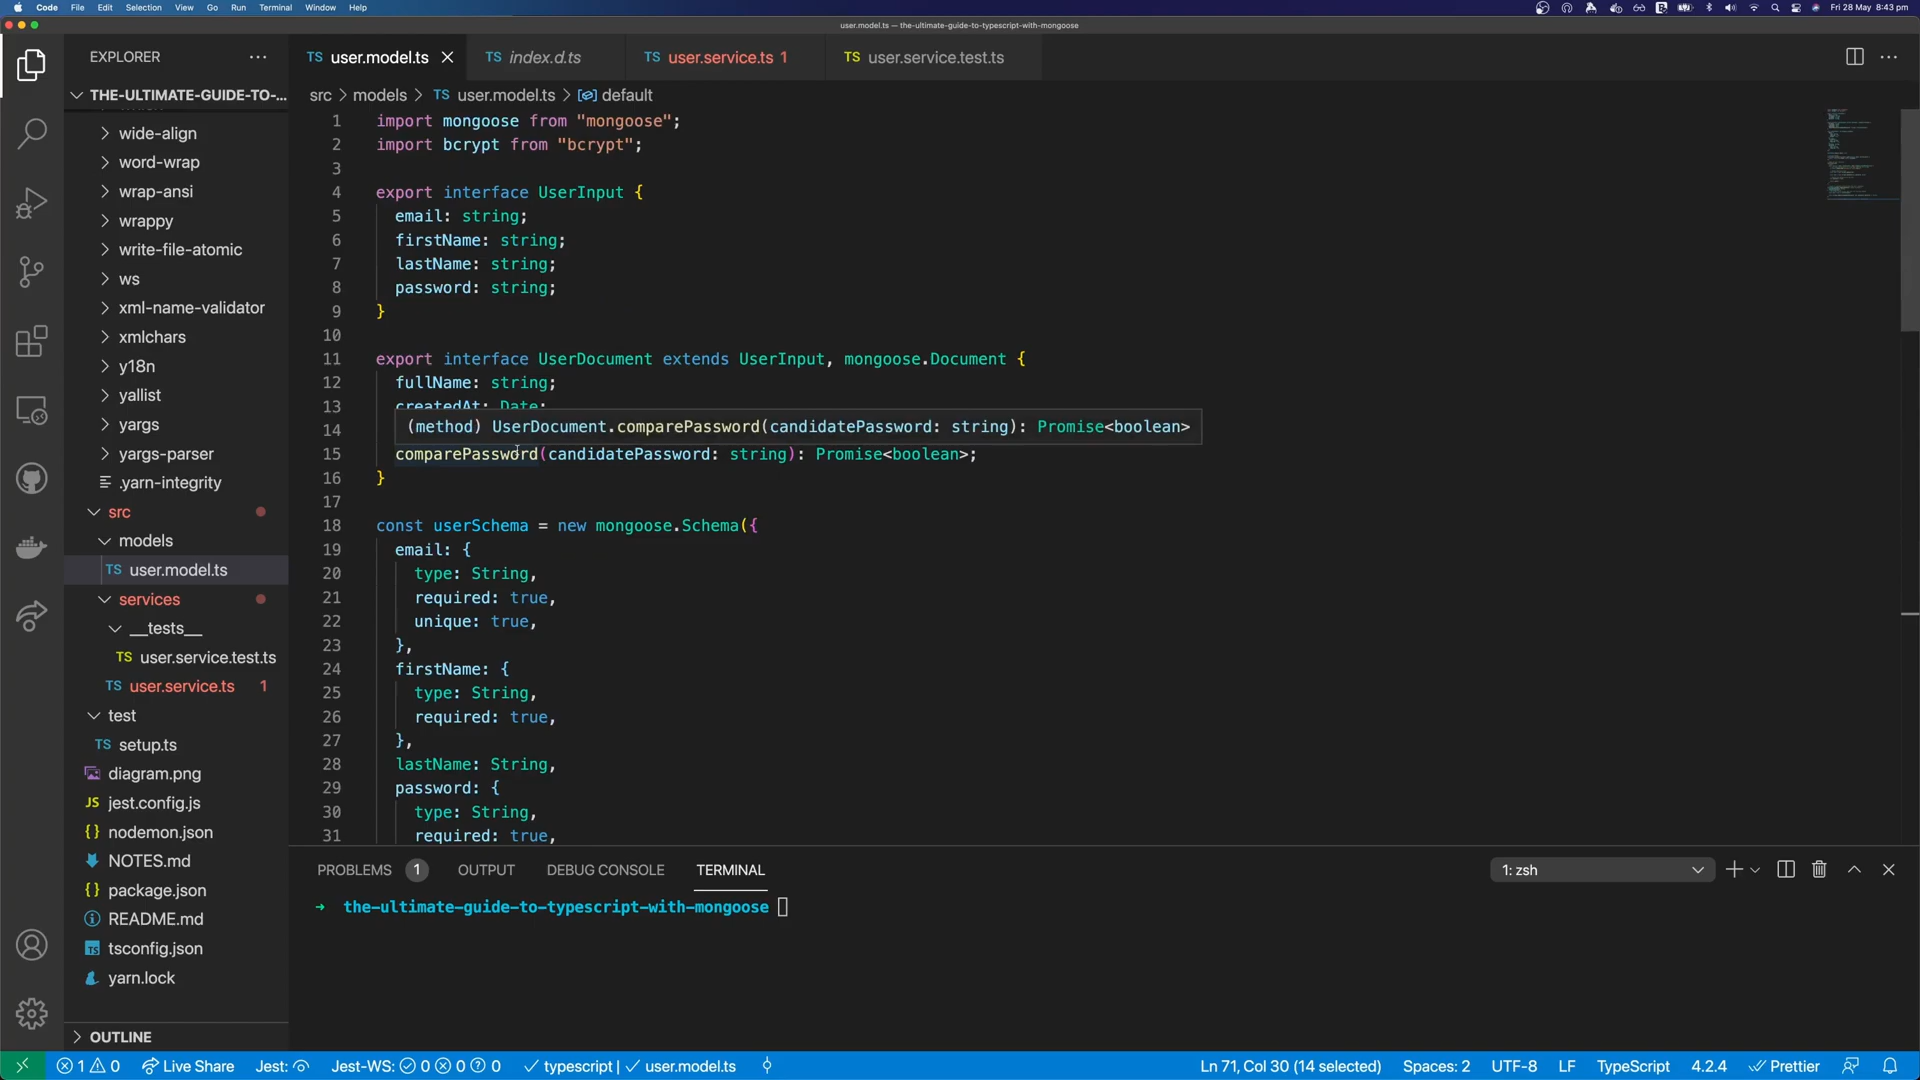 Code File Edit Selection View Go Run Terminal Window Help
Fri 28 May 8:43 pm
user.model.ts — the-ultimate-guide-to-typescript-with-mongoose
EXPLORER
TS user.model.ts
TS index.d.ts
TS user.service.ts 1
TS user.service.test.ts
THE-ULTIMATE-GUIDE-TO-...
src > models > TS user.model.ts > default
wide-align
word-wrap
wrap-ansi
wrappy
write-file-atomic
ws
xml-name-validator
xmlchars
y18n
yallist
yargs
yargs-parser
.yarn-integrity
src
models
TS user.model.ts
services
__tests__
TS user.service.test.ts
TS user.service.ts 1
test
TS setup.ts
diagram.png
JS jest.config.js
{} nodemon.json
NOTES.md
{} package.json
README.md
TS tsconfig.json
yarn.lock
OUTLINE
1 import mongoose from "mongoose";
2 import bcrypt from "bcrypt";
3
4 export interface UserInput {
5 email: string;
6 firstName: string;
7 lastName: string;
8 password: string;
9 }
10
11 export interface UserDocument extends UserInput, mongoose.Document {
12 fullName: string;
13 createdAt: Date;
14 (method) UserDocument.comparePassword(candidatePassword: string): Promise<boolean>
15 comparePassword(candidatePassword: string): Promise<boolean>;
16 }
17
18 const userSchema = new mongoose.Schema({
19 email: {
20 type: String,
21 required: true,
22 unique: true,
23 },
24 firstName: {
25 type: String,
26 required: true,
27 },
28 lastName: String,
29 password: {
30 type: String,
31 required: true,
PROBLEMS 1 OUTPUT DEBUG CONSOLE TERMINAL
1: zsh
→ the-ultimate-guide-to-typescript-with-mongoose
1 0 Live Share Jest: Jest-WS: 0 0 0 typescript | user.model.ts
Ln 71, Col 30 (14 selected) Spaces: 2 UTF-8 LF TypeScript 4.2.4 Prettier